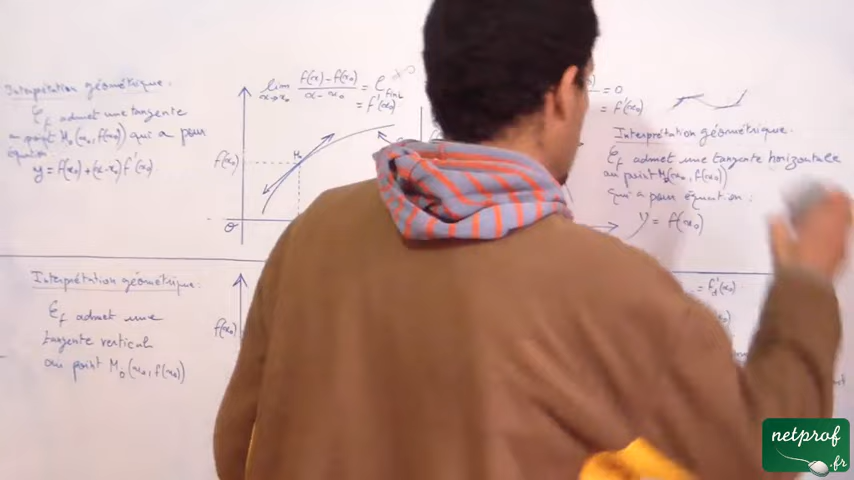 Interprétation géométrique.
Cf admet une tangente
au point M0(x0, f(x0)) qui a pour
équation :
y = f(x0) + (x-x0) f'(x0)
lim f(x) - f(x0) / x - x0 = l
x→x0
= f'(x0)
f(x0)
M0
O
= 0
= f'(x0)
Interprétation géométrique.
Cf admet une tangente horizontale
au point M0(x0, f(x0))
qui a pour équation :
y = f(x0)
Interprétation géométrique:
Cf admet une
tangente vertical
au point M0(x0, f(x0))
f(x0)
= f'd(x0)
netprof
.fr